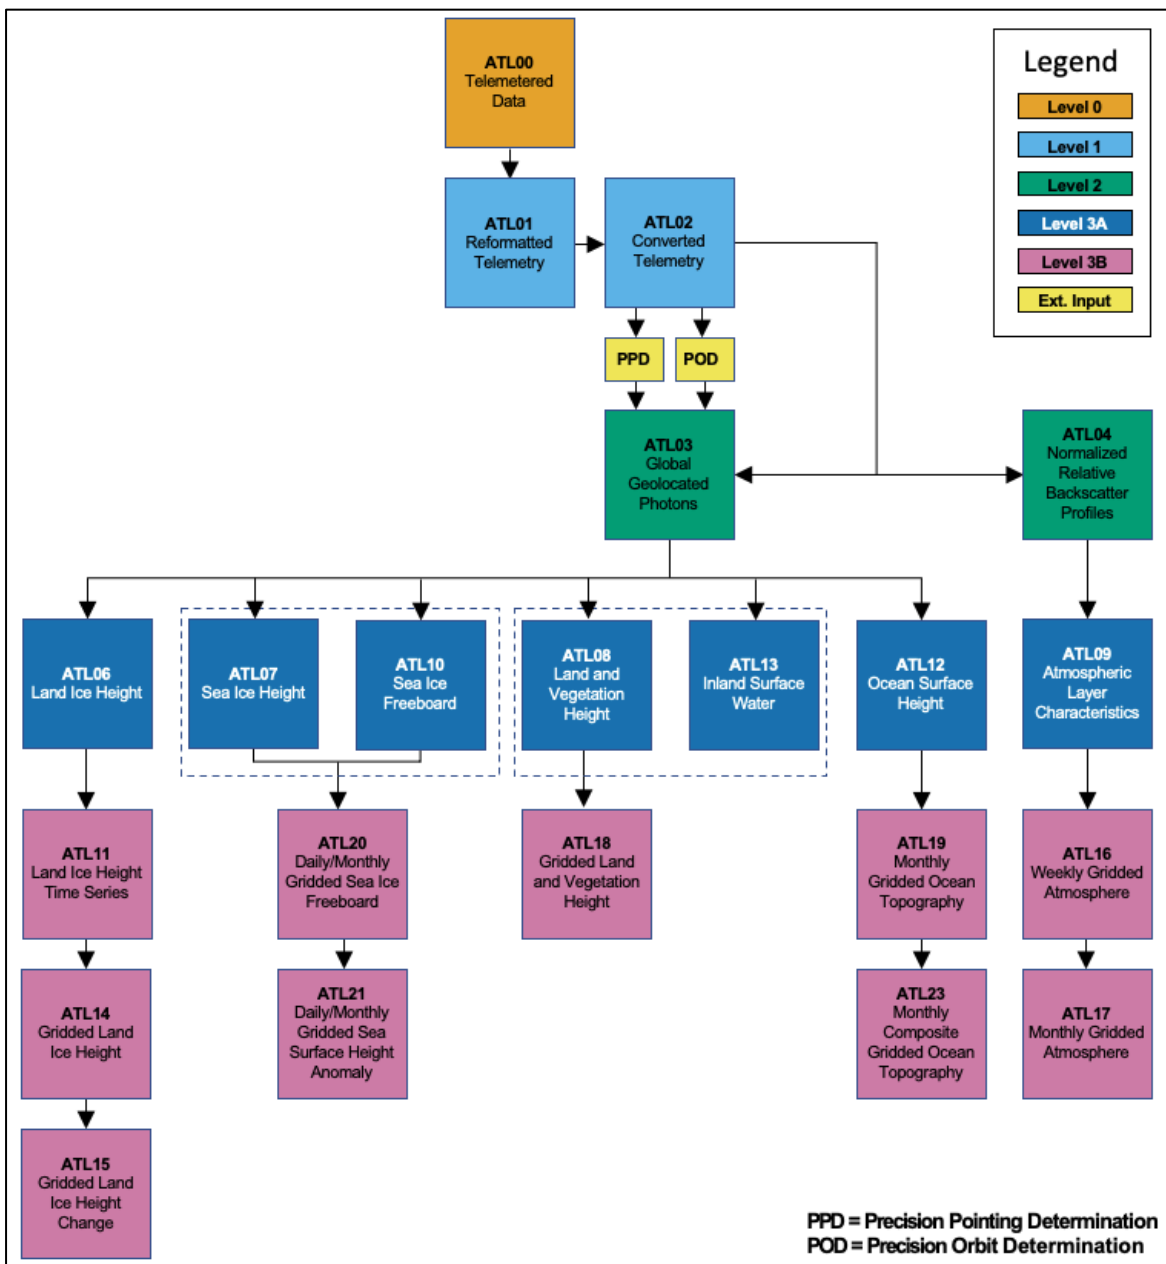 ATL00
Telemetered
Data
Legend
Level 0
Level 1
Level 2
Level 3A
Level 3B
Ext. Input
ATL01
Reformatted
Telemetry
ATL02
Converted
Telemetry
PPD
POD
ATL03
Global
Geolocated
Photons
ATL04
Normalized
Relative
Backscatter
Profiles
ATL06
Land Ice Height
ATL07
Sea Ice Height
ATL10
Sea Ice
Freeboard
ATL08
Land and
Vegetation
Height
ATL13
Inland Surface
Water
ATL12
Ocean Surface
Height
ATL09
Atmospheric
Layer
Characteristics
ATL11
Land Ice Height
Time Series
ATL20
Daily/Monthly
Gridded Sea Ice
Freeboard
ATL18
Gridded Land
and Vegetation
Height
ATL19
Monthly
Gridded Ocean
Topography
ATL16
Weekly Gridded
Atmosphere
ATL14
Gridded Land
Ice Height
ATL21
Daily/Monthly
Gridded Sea
Surface Height
Anomaly
ATL23
Monthly
Composite
Gridded Ocean
Topography
ATL17
Monthly Gridded
Atmosphere
ATL15
Gridded Land
Ice Height
Change
PPD = Precision Pointing Determination
POD = Precision Orbit Determination